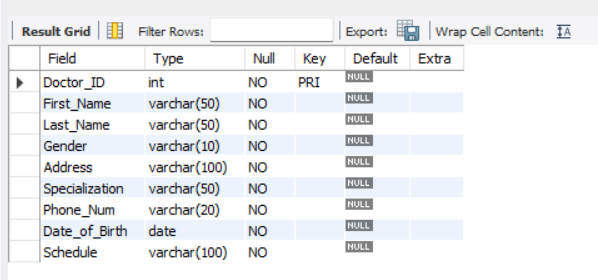 Result Grid Filter Rows: Export: Wrap Cell Content: IA
Field Type Null Key Default Extra
Doctor_ID int NO PRI NULL
First_Name varchar(50) NO NULL
Last_Name varchar(50) NO NULL
Gender varchar(10) NO NULL
Address varchar(100) NO NULL
Specialization varchar(50) NO NULL
Phone_Num varchar(20) NO NULL
Date_of_Birth date NO NULL
Schedule varchar(100) NO NULL